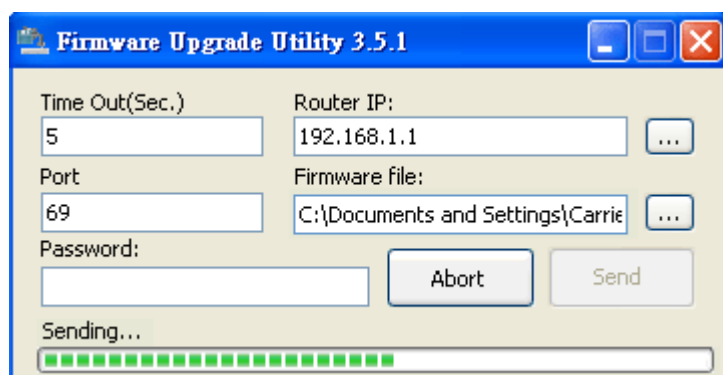 Firmware Upgrade Utility 3.5.1
Time Out(Sec.) Router IP:
5 192.168.1.1 ...
Port Firmware file:
69 C:\Documents and Settings\Carrie ...
Password:
Abort Send
Sending...